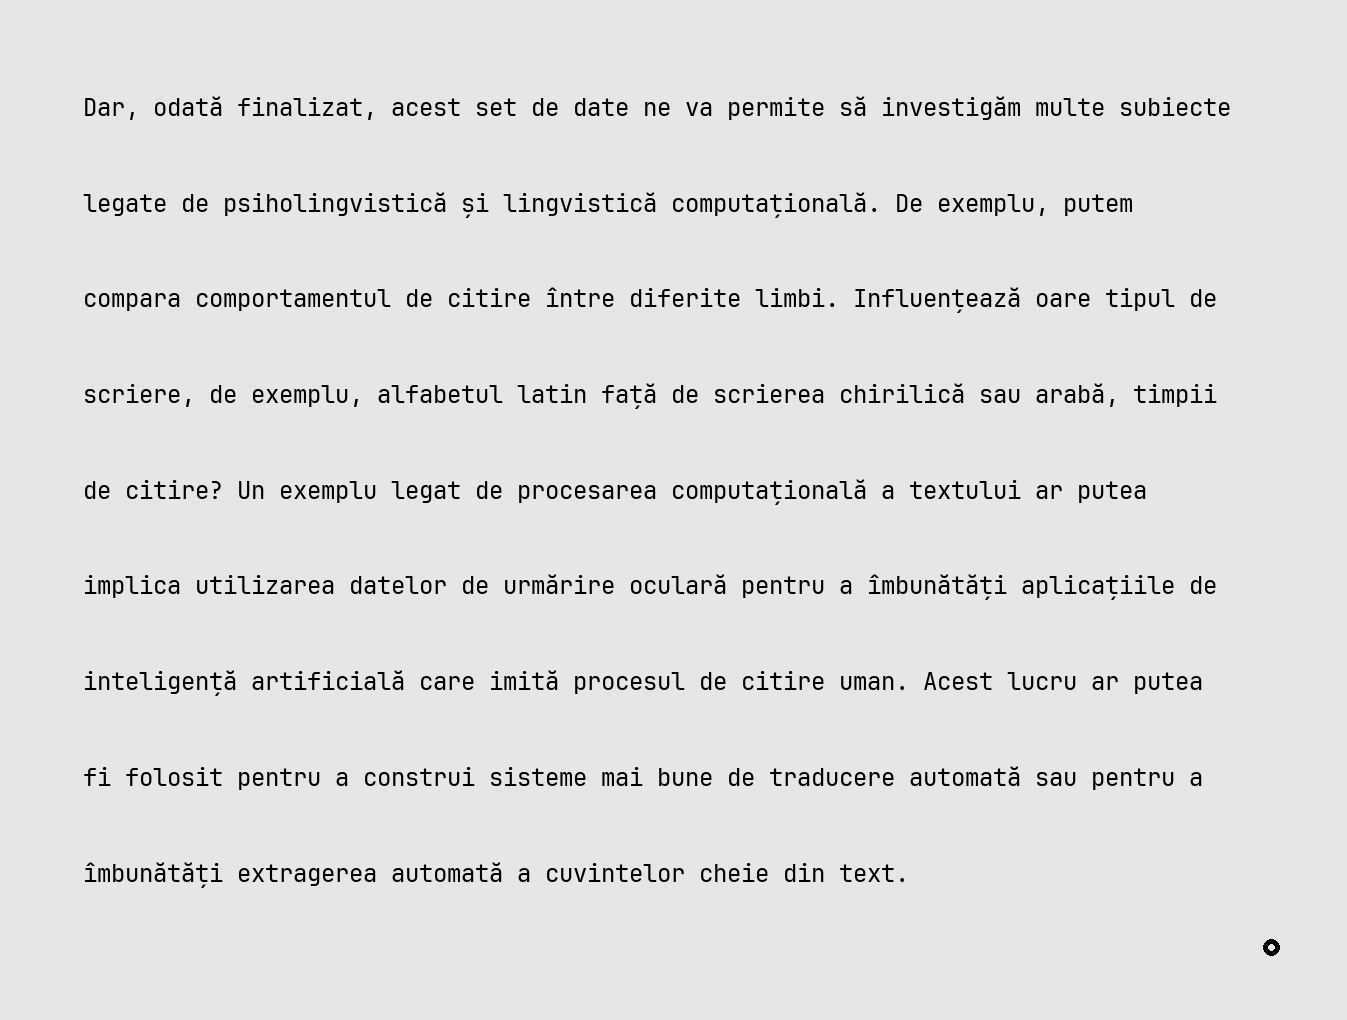 Dar, odată finalizat, acest set de date ne va permite să investigăm multe subiecte
legate de psiholingvistică și lingvistică computațională. De exemplu, putem
compara comportamentul de citire între diferite limbi. Influențează oare tipul de
scriere, de exemplu, alfabetul latin față de scrierea chirilică sau arabă, timpii
de citire? Un exemplu legat de procesarea computațională a textului ar putea
implica utilizarea datelor de urmărire oculară pentru a îmbunătăți aplicațiile de
inteligență artificială care imită procesul de citire uman. Acest lucru ar putea
fi folosit pentru a construi sisteme mai bune de traducere automată sau pentru a
îmbunătăți extragerea automată a cuvintelor cheie din text.